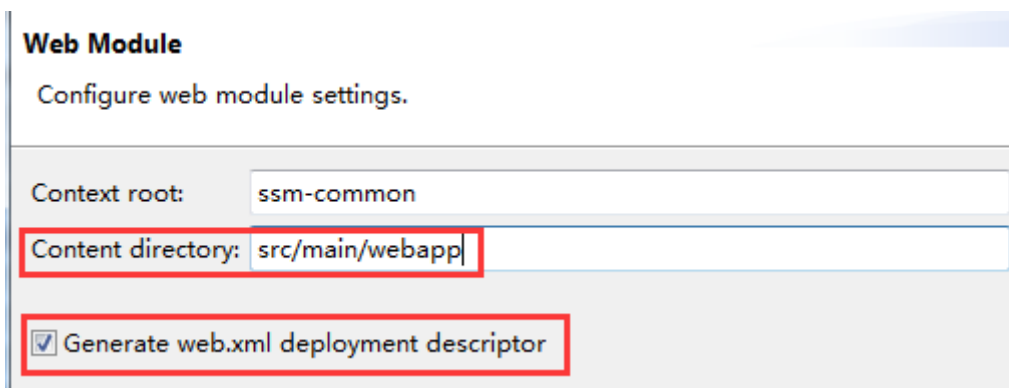 Web Module
Configure web module settings.
Context root: ssm-common
Content directory: src/main/webapp
Generate web.xml deployment descriptor